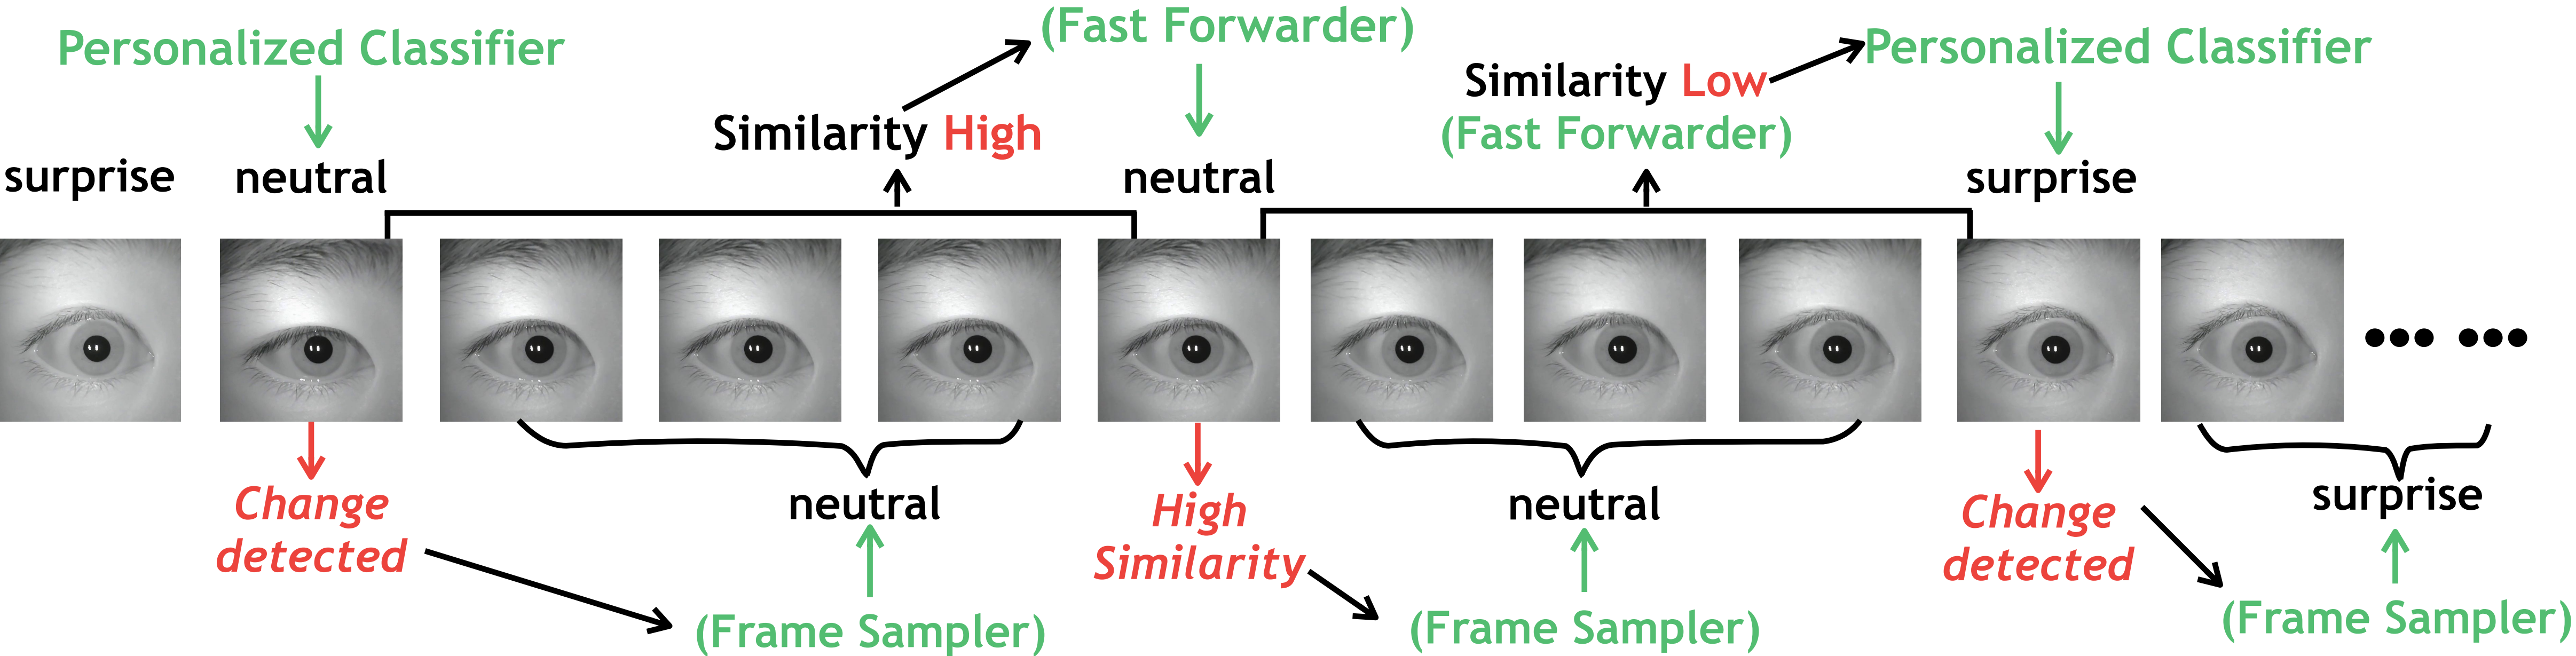 Personalized Classifier
(Fast Forwarder)
Similarity Low
Personalized Classifier
Similarity High
(Fast Forwarder)
surprise
neutral
neutral
surprise
Change
detected
neutral
High
Similarity
neutral
Change
detected
surprise
(Frame Sampler)
(Frame Sampler)
(Frame Sampler)